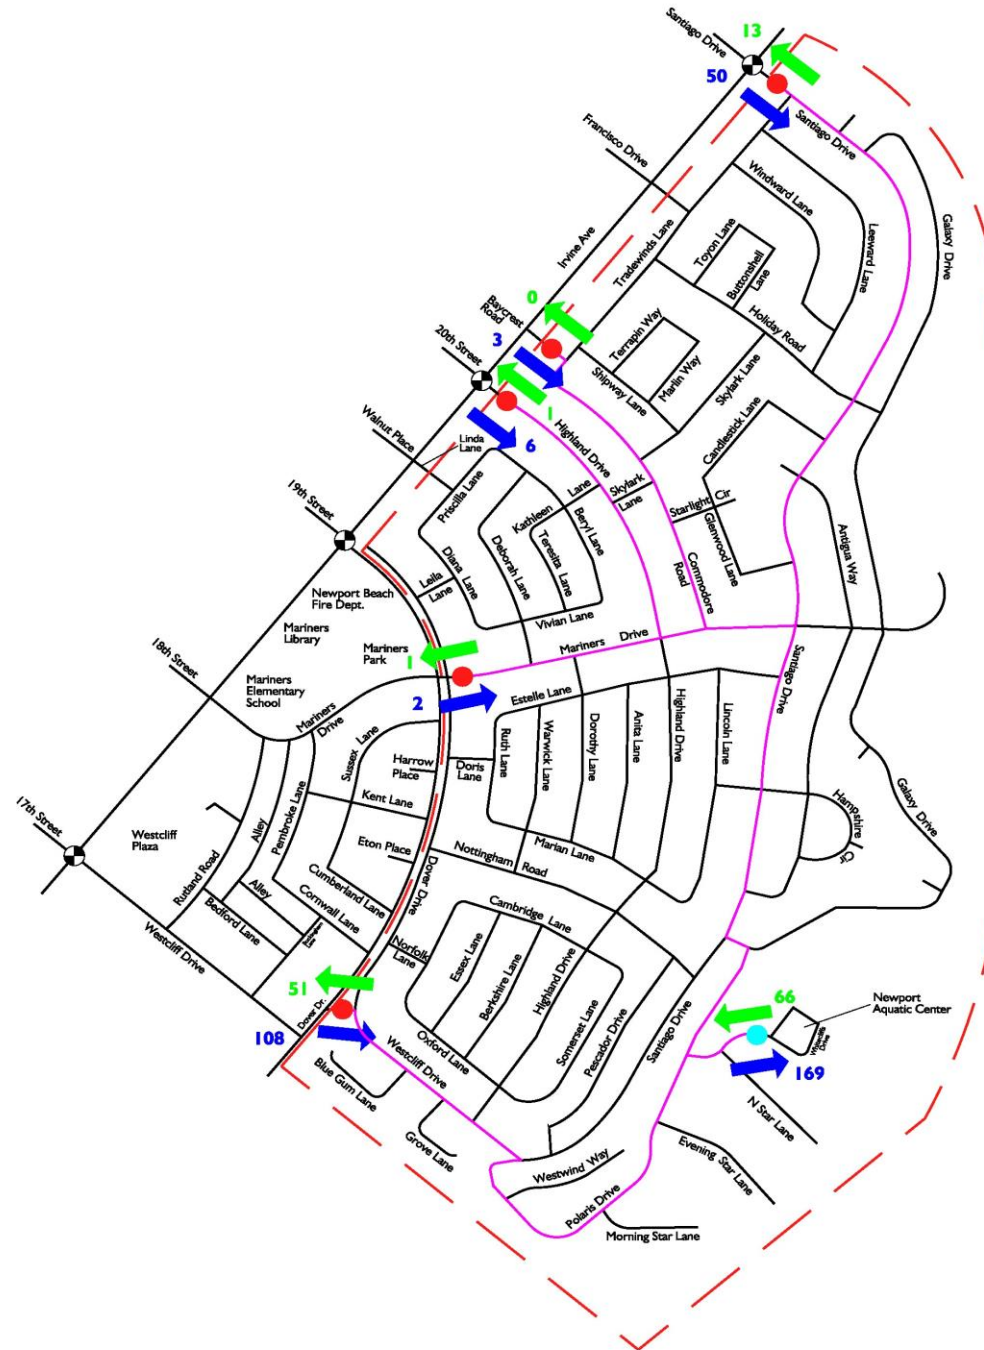 Santiago Drive
13
50
Santiago Drive
Francisco Drive
Windward Lane
Galaxy Drive
Irvine Ave
Tradewinds Lane
Toyon Lane
Buttonshell
Lane
Leeward Lane
0
Baycrest
Road
3
20th Street
Terrapin Way
Holiday Road
Marlin Way
Shipway Lane
Skylark Lane
1
6
Highland Drive
Candlestick Lane
Walnut Place
Linda
Lane
Priscilla Lane
19th Street
Kathleen
Lane
Skylark
Lane
Starlight Cir
Beryl Lane
Teresita Lane
Deborah Lane
Diana Lane
Leila
Lane
Glenwood Lane
Commodore
Road
Antigua Way
Newport Beach
Fire Dept.
Mariners
Library
Vivian Lane
Mariners Drive
Mariners
Park
1
18th Street
Mariners
Elementary
School
2
Estelle Lane
Santiago Drive
Mariners
Drive
Sussex Lane
Ruth Lane
Warwick Lane
Dorothy Lane
Anita Lane
Highland Drive
Lincoln Lane
Harrow
Place
Doris
Lane
Kent Lane
17th Street
Westcliff
Plaza
Alley
Pembroke Lane
Eton Place
Hampshire
Cir
Galaxy Drive
Marian Lane
Nottingham Road
Dover Drive
Rutland Road
Alley
Cumberland Lane
Cornwall Lane
Bedford Lane
Cambridge Lane
Westcliff Drive
Norfolk
Lane
Essex Lane
Berkshire Lane
Highland Drive
51
Dover Dr.
108
Somerset Lane
Pescador Drive
Santiago Drive
66
Newport
Aquatic Center
169
Oxford Lane
Westcliff Drive
Blue Gum Lane
N Star Lane
Grove Lane
Evening Star Lane
Westwind Way
Polaris Drive
Morning Star Lane